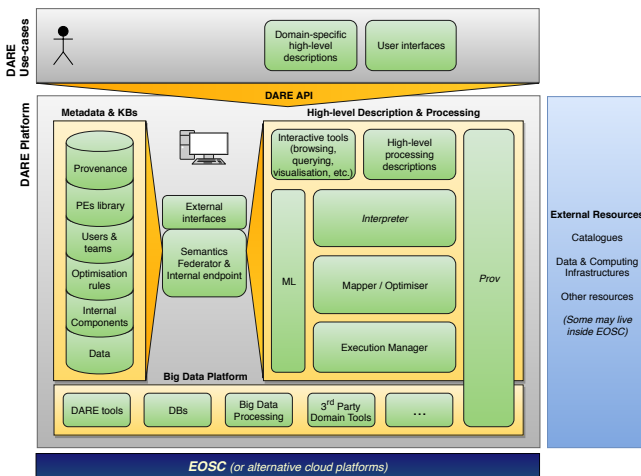 DARE
Use-cases
Domain-specific
high-level
descriptions
User interfaces
DARE API
DARE Platform
Metadata & KBs
Provenance
PEs library
Users &
teams
Optimisation
rules
Internal
Components
Data
External
interfaces
Semantics
Federator &
Internal endpoint
High-level Description & Processing
Interactive tools
(browsing,
querying,
visualisation, etc.)
High-level
processing
descriptions
ML
Interpreter
Mapper / Optimiser
Execution Manager
Prov
Big Data Platform
DARE tools
DBs
Big Data
Processing
3rd Party
Domain Tools
...
External Resources
Catalogues
Data & Computing
Infrastructures
Other resources
(Some may live
inside EOSC)
EOSC (or alternative cloud platforms)